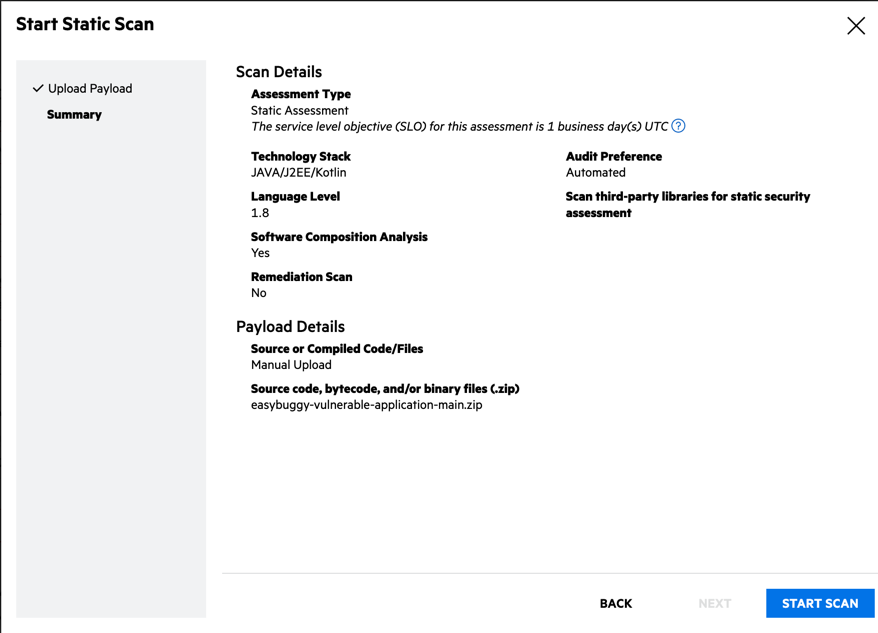 Start Static Scan
Upload Payload
Summary
Scan Details
Assessment Type
Static Assessment
The service level objective (SLO) for this assessment is 1 business day(s) UTC ?
Technology Stack
JAVA/J2EE/Kotlin
Audit Preference
Automated
Language Level
1.8
Scan third-party libraries for static security
assessment
Software Composition Analysis
Yes
Remediation Scan
No
Payload Details
Source or Compiled Code/Files
Manual Upload
Source code, bytecode, and/or binary files (.zip)
easybuggy-vulnerable-application-main.zip
BACK
NEXT
START SCAN